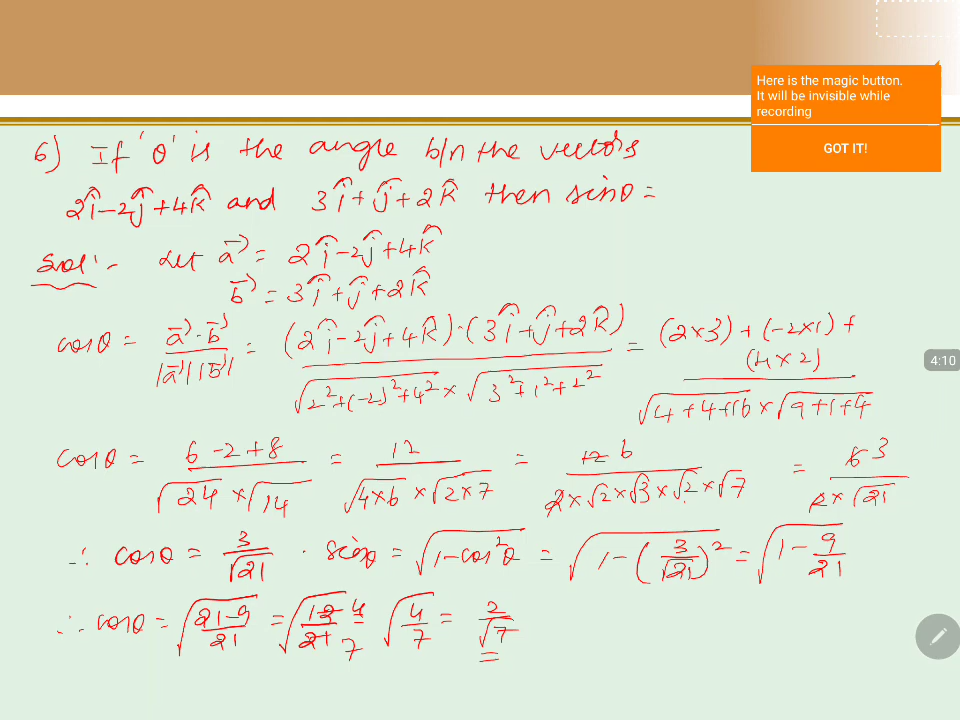 Here is the magic button.
It will be invisible while
recording
GOT IT!
6) If 'θ' is the angle b/n the vectors
2î-2ĵ+4k̂ and 3î+ĵ+2k̂ then sinθ=
Sol:- Let a⃗ = 2î-2ĵ+4k̂
b⃗ = 3î+ĵ+2k̂
cosθ = a⃗·b⃗/|a⃗||b⃗| = (2î-2ĵ+4k̂)·(3î+ĵ+2k̂)/√(2²+(-2)²+4²) × √(3²+1²+2²) = (2×3)+(-2×1)+(4×2)/√(4+4+16) × √(9+1+4)
4:10
cosθ = 6-2+8/√24 × √14 = 12/√(4×6) × √(2×7) = 12 6/2×√2×√3×√2×√7 = 6 3/2×√21
∴ cosθ = 3/√21 · sinθ = √(1-cos²θ) = √(1-(3/√21)²) = √(1-9/21)
∴ cosθ = √(21-9/21) = √(12/21) 4/7 = √(4/7) = 2/√7